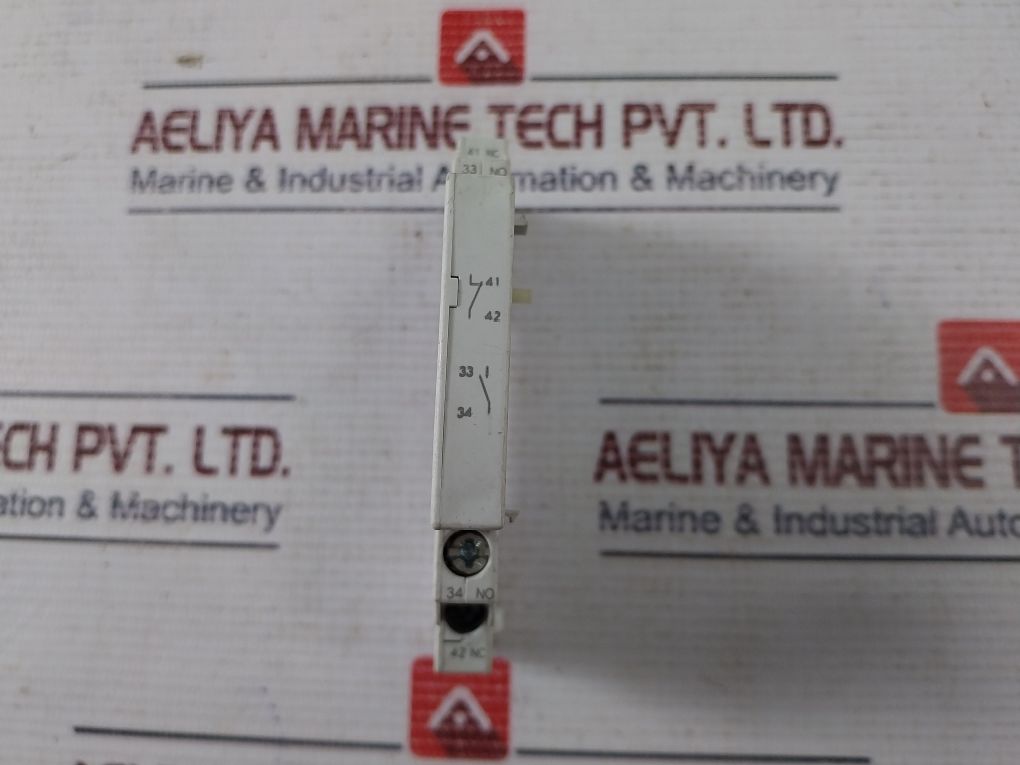 AELIYA MARINE TECH PVT. LTD.
Marine & Industrial A mation & Machinery
41 NC
33 NO
41
42
33
34
34 NO
42 NC
ECH PVT. LTD.
ation & Machinery
AELIYA MARINE T
Marine & Industrial Auto